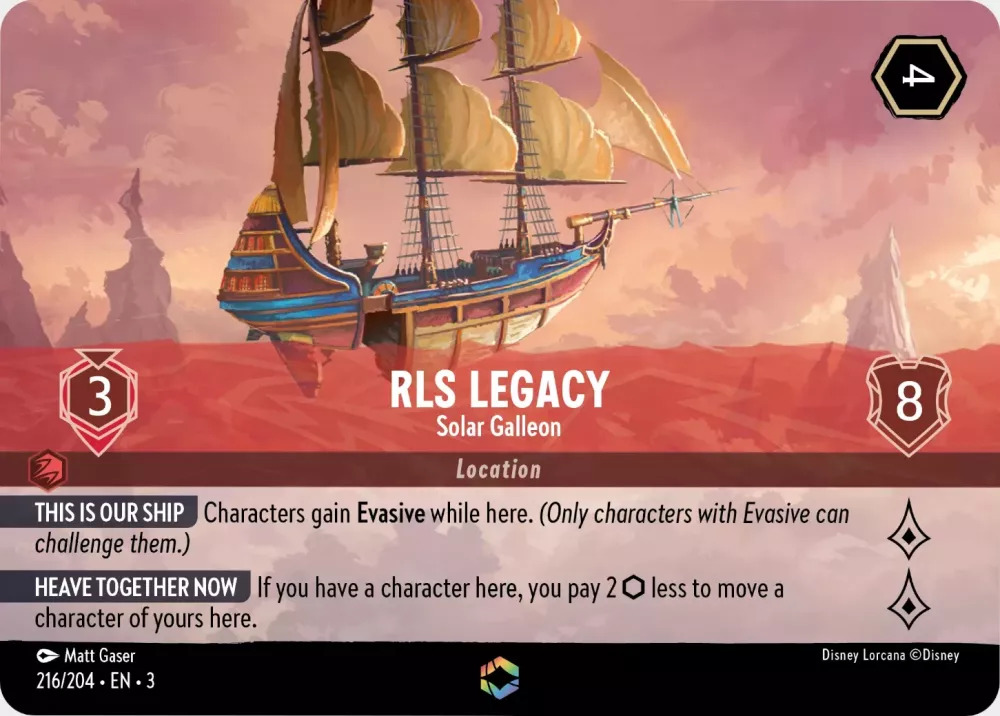 4
3
RLS LEGACY
8
Solar Galleon
Location
THIS IS OUR SHIP Characters gain Evasive while here. (Only characters with Evasive can
challenge them.)
HEAVE TOGETHER NOW If you have a character here, you pay 2 ⬡ less to move a
character of yours here.
Matt Gaser
Disney Lorcana ©Disney
216/204 • EN • 3